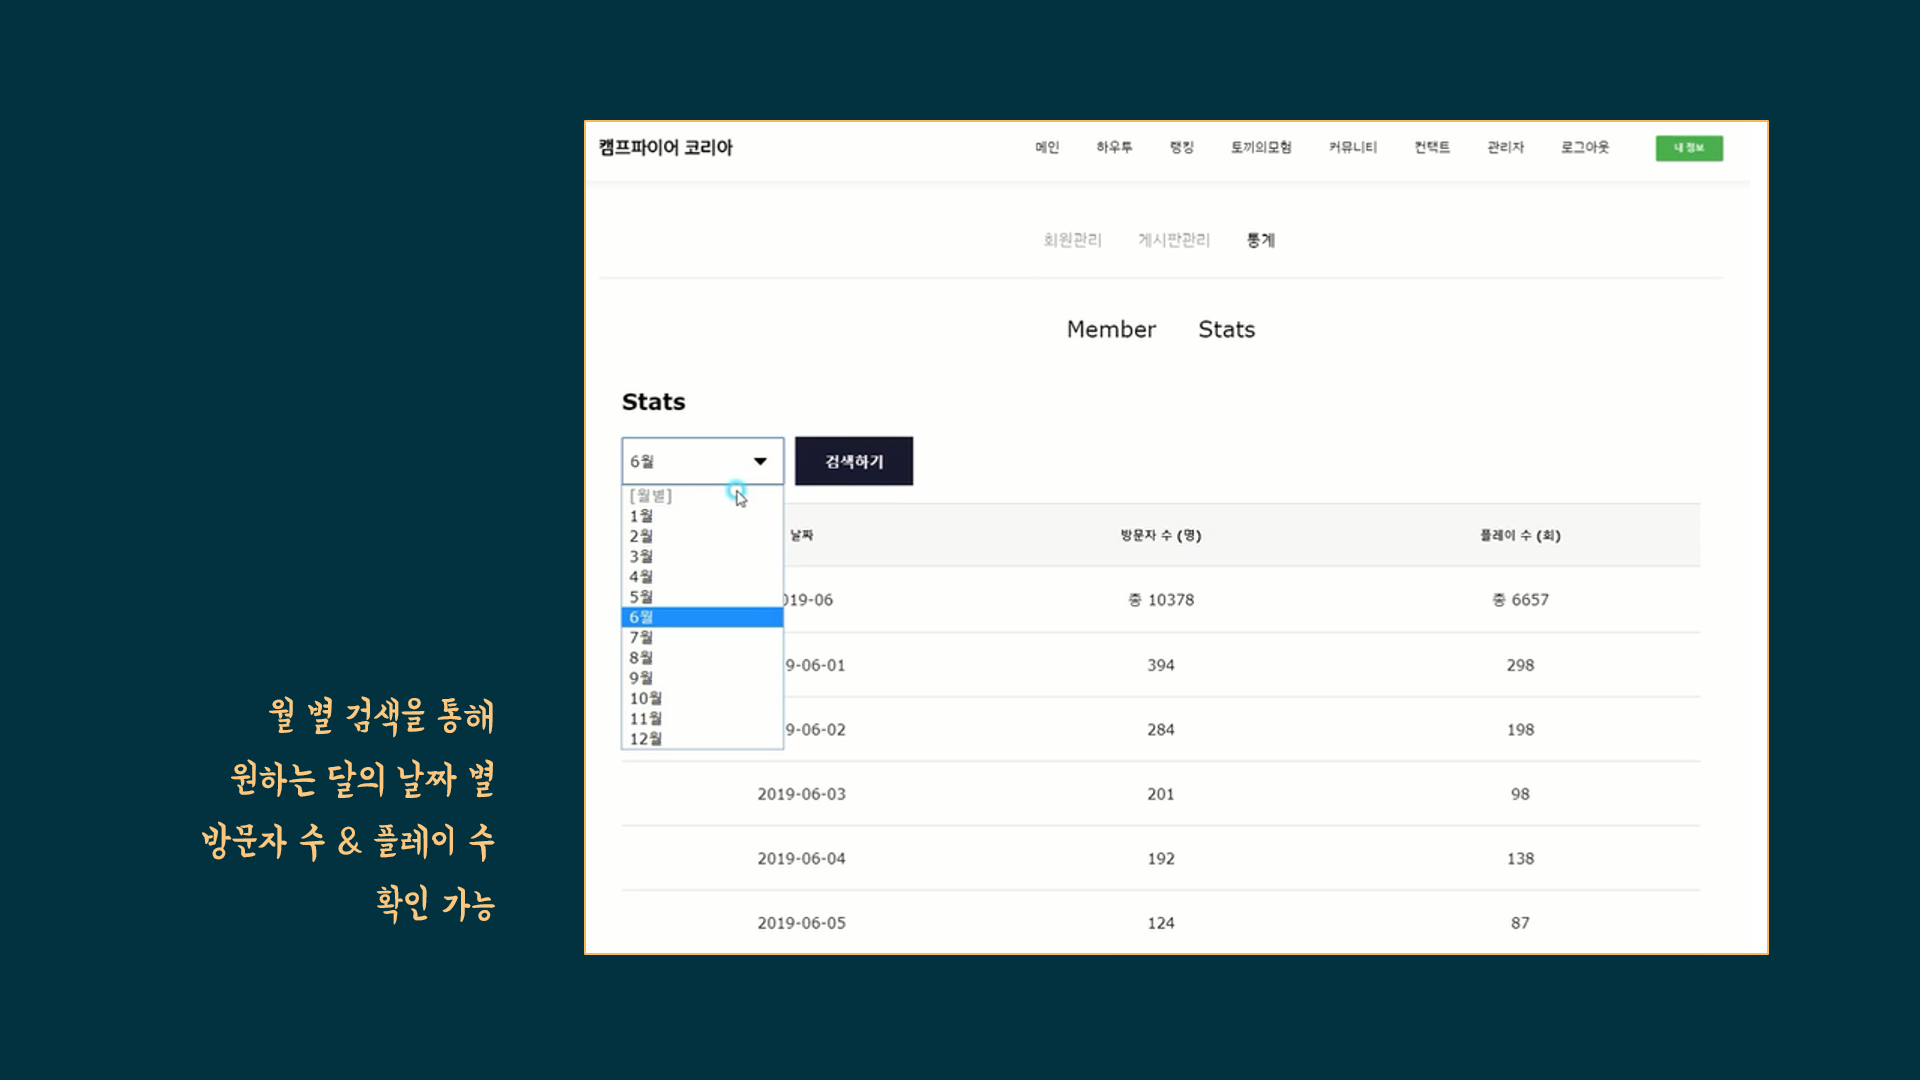 캠프파이어 코리아
메인 하우투 랭킹 토끼의모험 커뮤니티 컨택트 관리자 로그아웃 내 정보
회원관리 게시판관리 통계
Member Stats
Stats
6월 검색하기
[월별]
1월
2월
3월
4월
5월
6월
7월
8월
9월
10월
11월
12월
날짜 방문자 수 (명) 플레이 수 (회)
019-06 총 10378 총 6657
9-06-01 394 298
9-06-02 284 198
2019-06-03 201 98
2019-06-04 192 138
2019-06-05 124 87
월 별 검색을 통해
원하는 달의 날짜 별
방문자 수 & 플레이 수
확인 가능